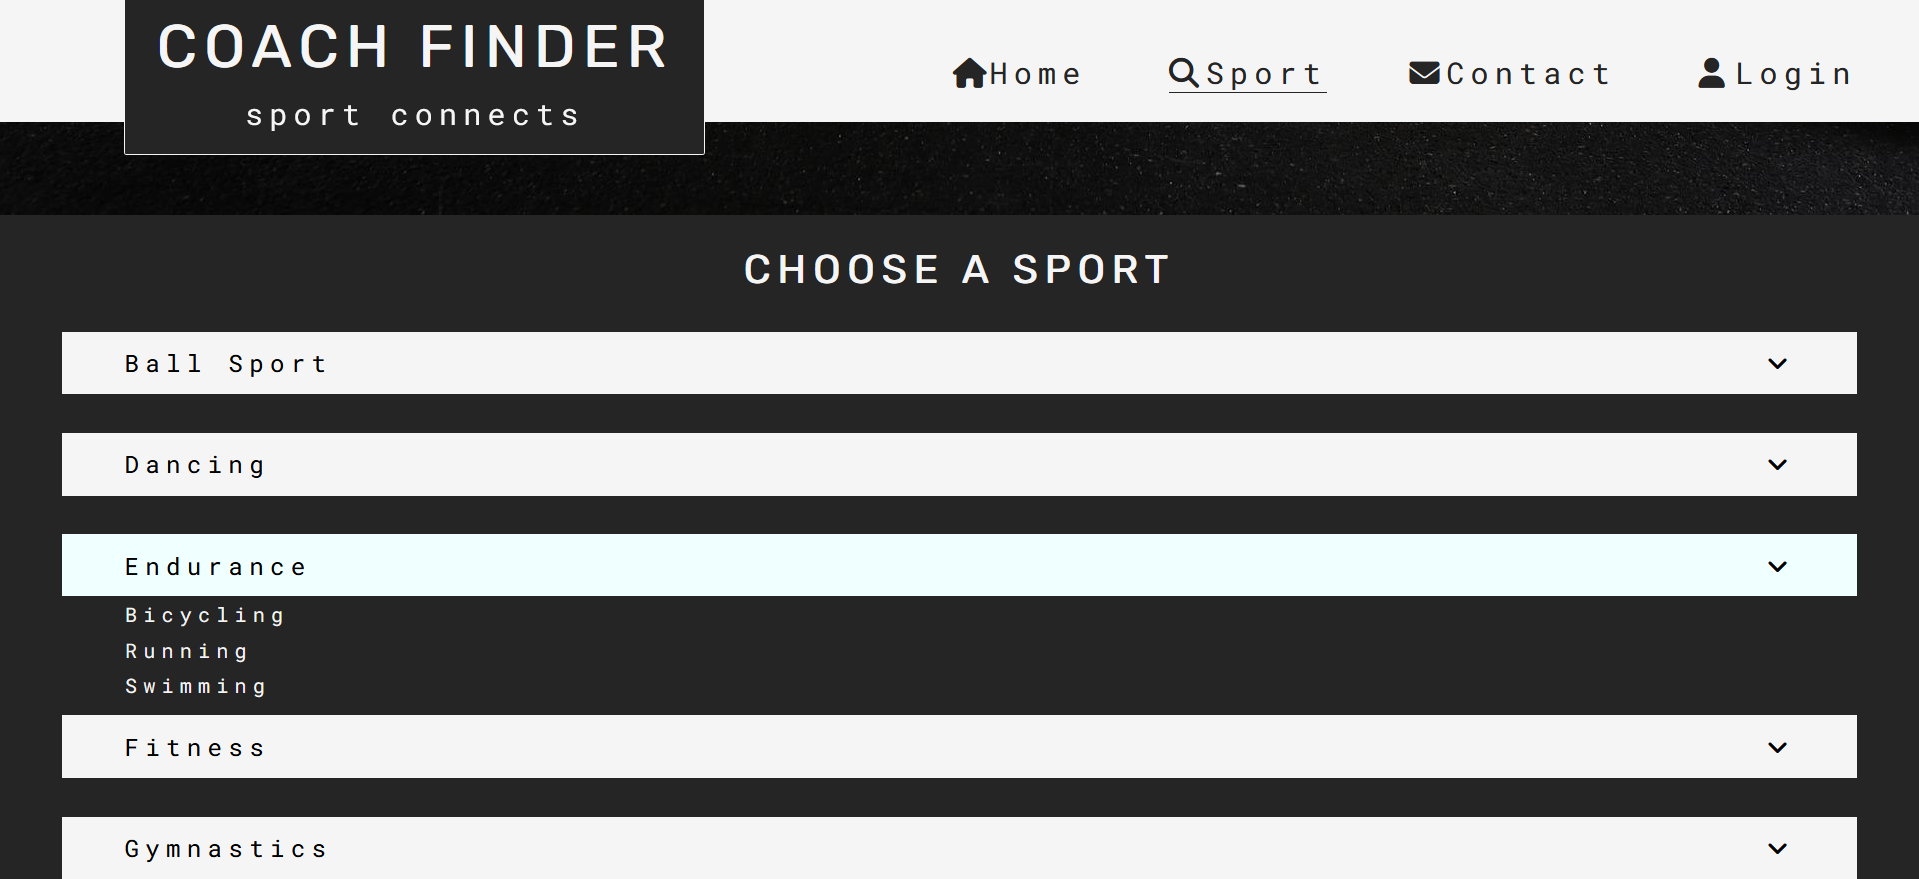 COACH FINDER
sport connects
Home Sport Contact Login
CHOOSE A SPORT
Ball Sport
Dancing
Endurance
Bicycling
Running
Swimming
Fitness
Gymnastics